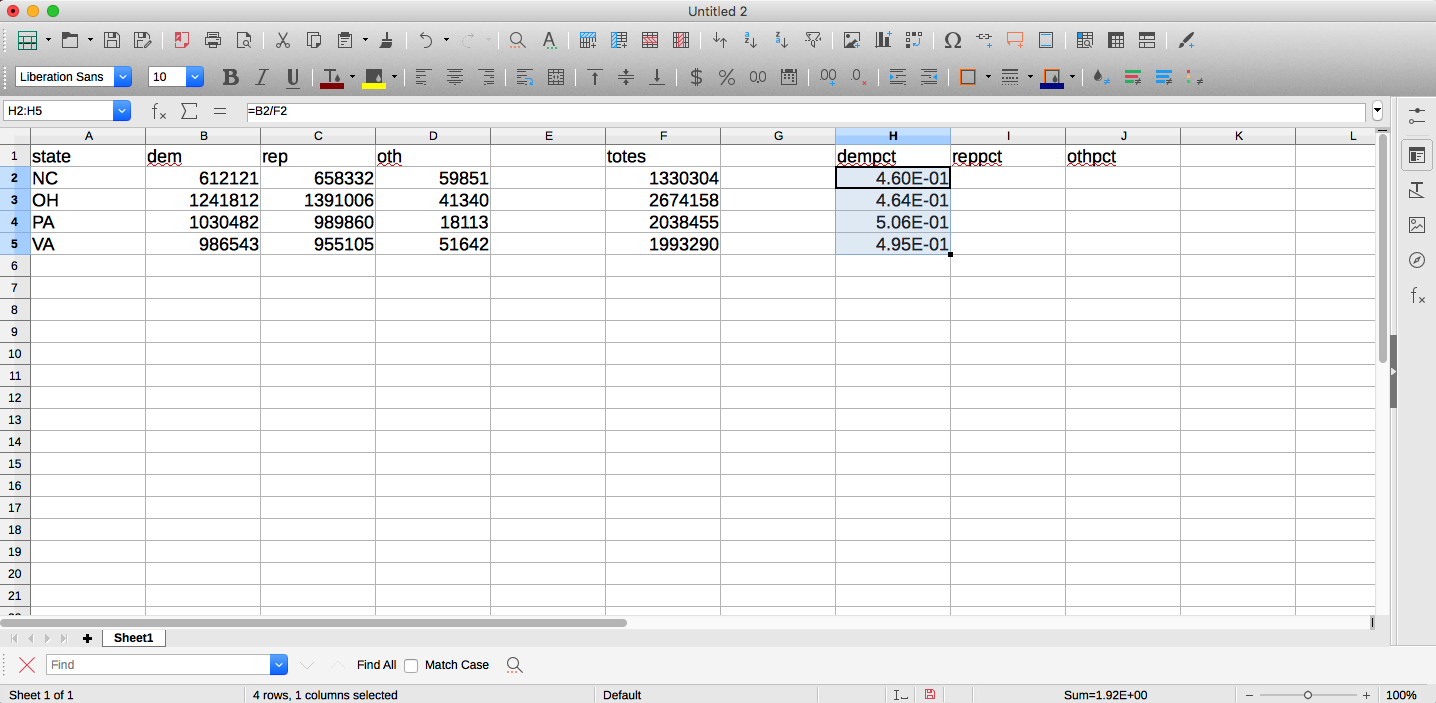 Untitled 2
Liberation Sans 10
H2:H5 =B2/F2
A B C D E F G H I J K L
1 state dem rep oth totes dempct reppct othpct
2 NC 612121 658332 59851 1330304 4.60E-01
3 OH 1241812 1391006 41340 2674158 4.64E-01
4 PA 1030482 989860 18113 2038455 5.06E-01
5 VA 986543 955105 51642 1993290 4.95E-01
6
7
8
9
10
11
12
13
14
15
16
17
18
19
20
21
Sheet1
Find Find All Match Case
Sheet 1 of 1 4 rows, 1 columns selected Default Sum=1.92E+00 100%